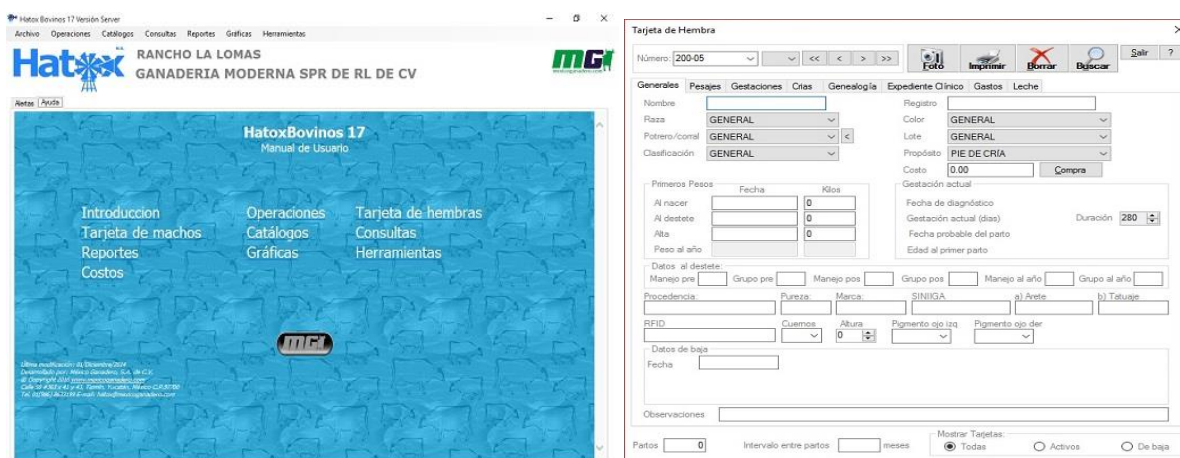 Hatox Bovinos 17 Versión Server
Archivo Operaciones Catálogos Consultas Reportes Gráficas Herramientas
Hatox
RANCHO LA LOMAS
GANADERIA MODERNA SPR DE RL DE CV
MG
Alertas Ayuda
HatoxBovinos 17
Manual de Usuario
Introduccion Operaciones Tarjeta de hembras
Tarjeta de machos Catálogos Consultas
Reportes Gráficas Herramientas
Costos
MG
Desarrollado por: México Ganadero, S.A. de C.V.
Tarjeta de Hembra
Número: 200-05 << < > >> Foto Imprimir Borrar Buscar Salir ?
Generales Pesajes Gestaciones Crias Genealogía Expediente Clínico Gastos Leche
Nombre Registro
Raza GENERAL Color GENERAL
Potrero/corral GENERAL < Lote GENERAL
Clasificación GENERAL Propósito PIE DE CRÍA
Costo 0.00 Compra
Primeros Pesos Fecha Kilos Gestación actual
Al nacer 0 Fecha de diagnóstico
Al destete 0 Gestación actual (dias) Duración 280
Alta 0 Fecha probable del parto
Peso al año Edad al primer parto
Datos al destete:
Manejo pre Grupo pre Manejo pos Grupo pos Manejo al año Grupo al año
Procedencia: Pureza: Marca: SINIIGA a) Arete b) Tatuaje
RFID Cuernos Altura Pigmento ojo izq Pigmento ojo der
0
Datos de baja
Fecha
Observaciones
Partos 0 Intervalo entre partos meses Mostrar Tarjetas:
Todas Activos De baja